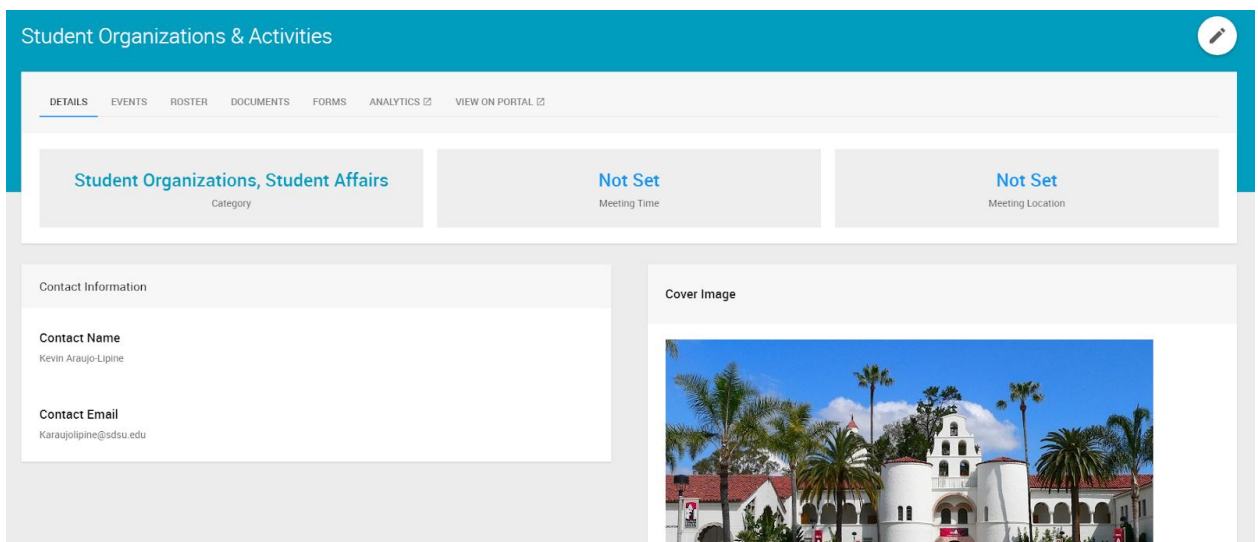 Student Organizations & Activities
DETAILS EVENTS ROSTER DOCUMENTS FORMS ANALYTICS VIEW ON PORTAL
Student Organizations, Student Affairs
Category
Not Set
Meeting Time
Not Set
Meeting Location
Contact Information
Contact Name
Kevin Araujo-Lipine
Contact Email
Karaujolipine@sdsu.edu
Cover Image